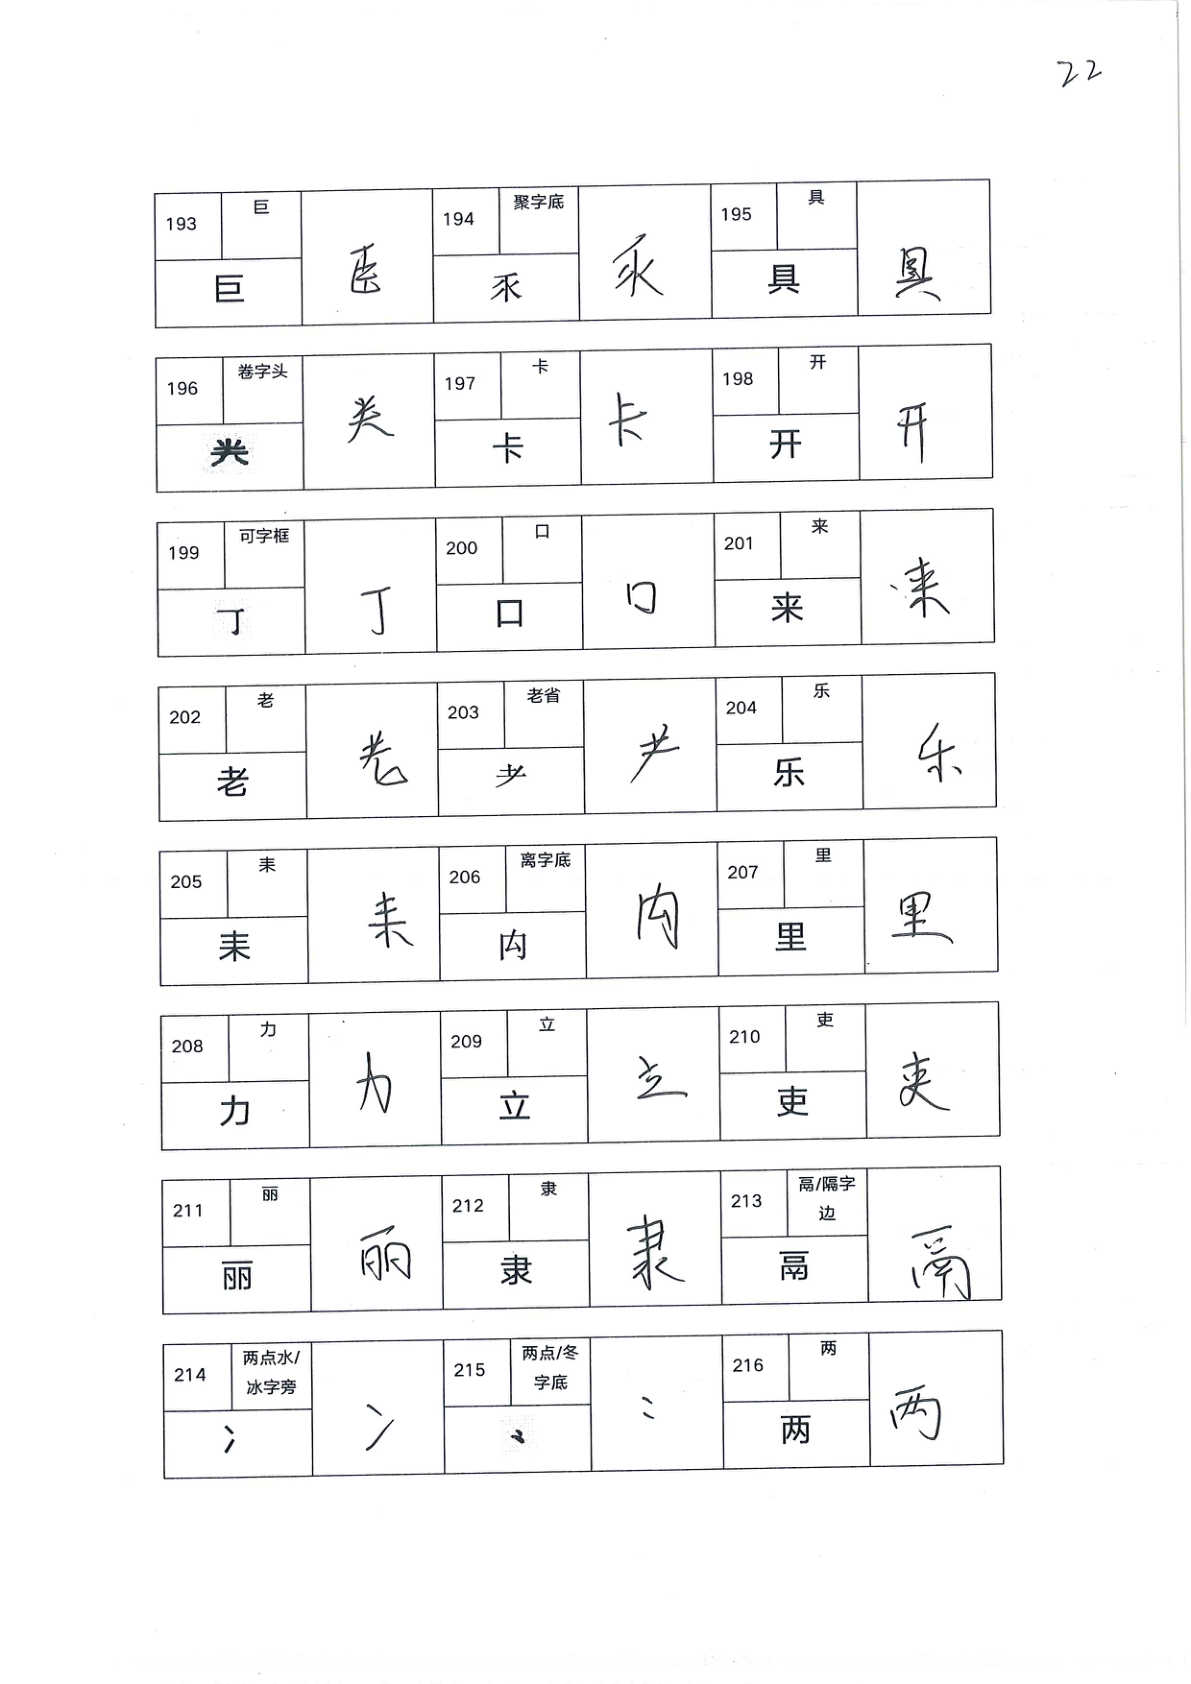 22
193 巨 194 聚字底 195 具
巨 𦣞 乑 乑 具 具
196 卷字头 197 卡 198 开
龹 龹 卡 卡 开 开
199 可字框 200 口 201 来
丁 丁 口 口 来 来
202 老 203 老省 204 乐
老 老 耂 耂 乐 乐
205 耒 206 离字底 207 里
耒 耒 禸 禸 里 里
208 力 209 立 210 吏
力 力 立 立 吏 吏
211 丽 212 隶 213 鬲/隔字
边
丽 丽 隶 隶 鬲 鬲
214 两点水/ 215 两点/冬 216 两
冰字旁 字底
冫 冫 ⺀ ⺀ 两 两